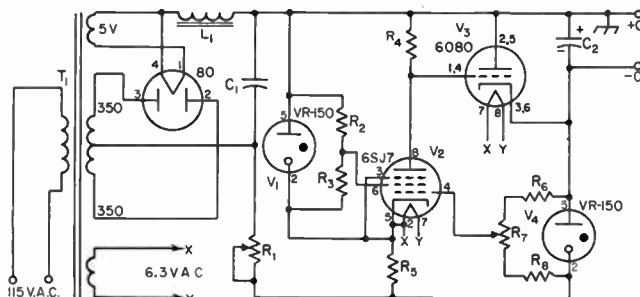 T1
115 V.A.C.
5V
350
350
6.3 V A C
X
X
L1
80
4
1
3
2
C1
R1
VR-150
V1
5
2
R2
R3
R4
6SJ7
V2
8
3
6
4
5
2
7
X Y
R5
V3
6080
2,5
1,4
3,6
7
8
X Y
C2
+
+O
-O
R6
R7
R8
V4
VR-150
5
2